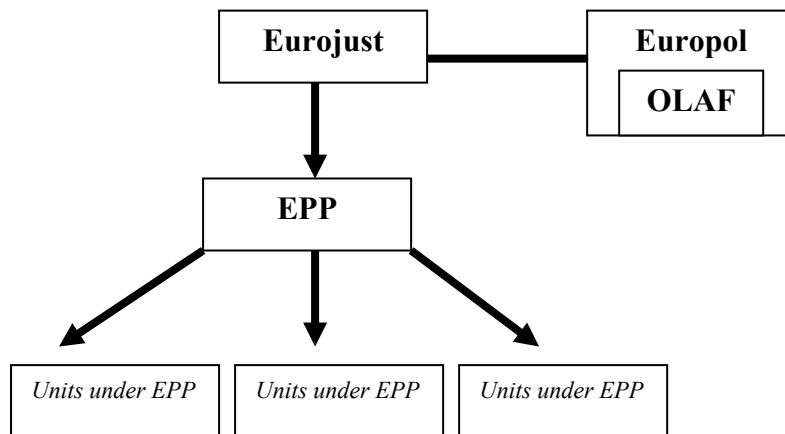 Eurojust
Europol
OLAF
EPP
Units under EPP
Units under EPP
Units under EPP